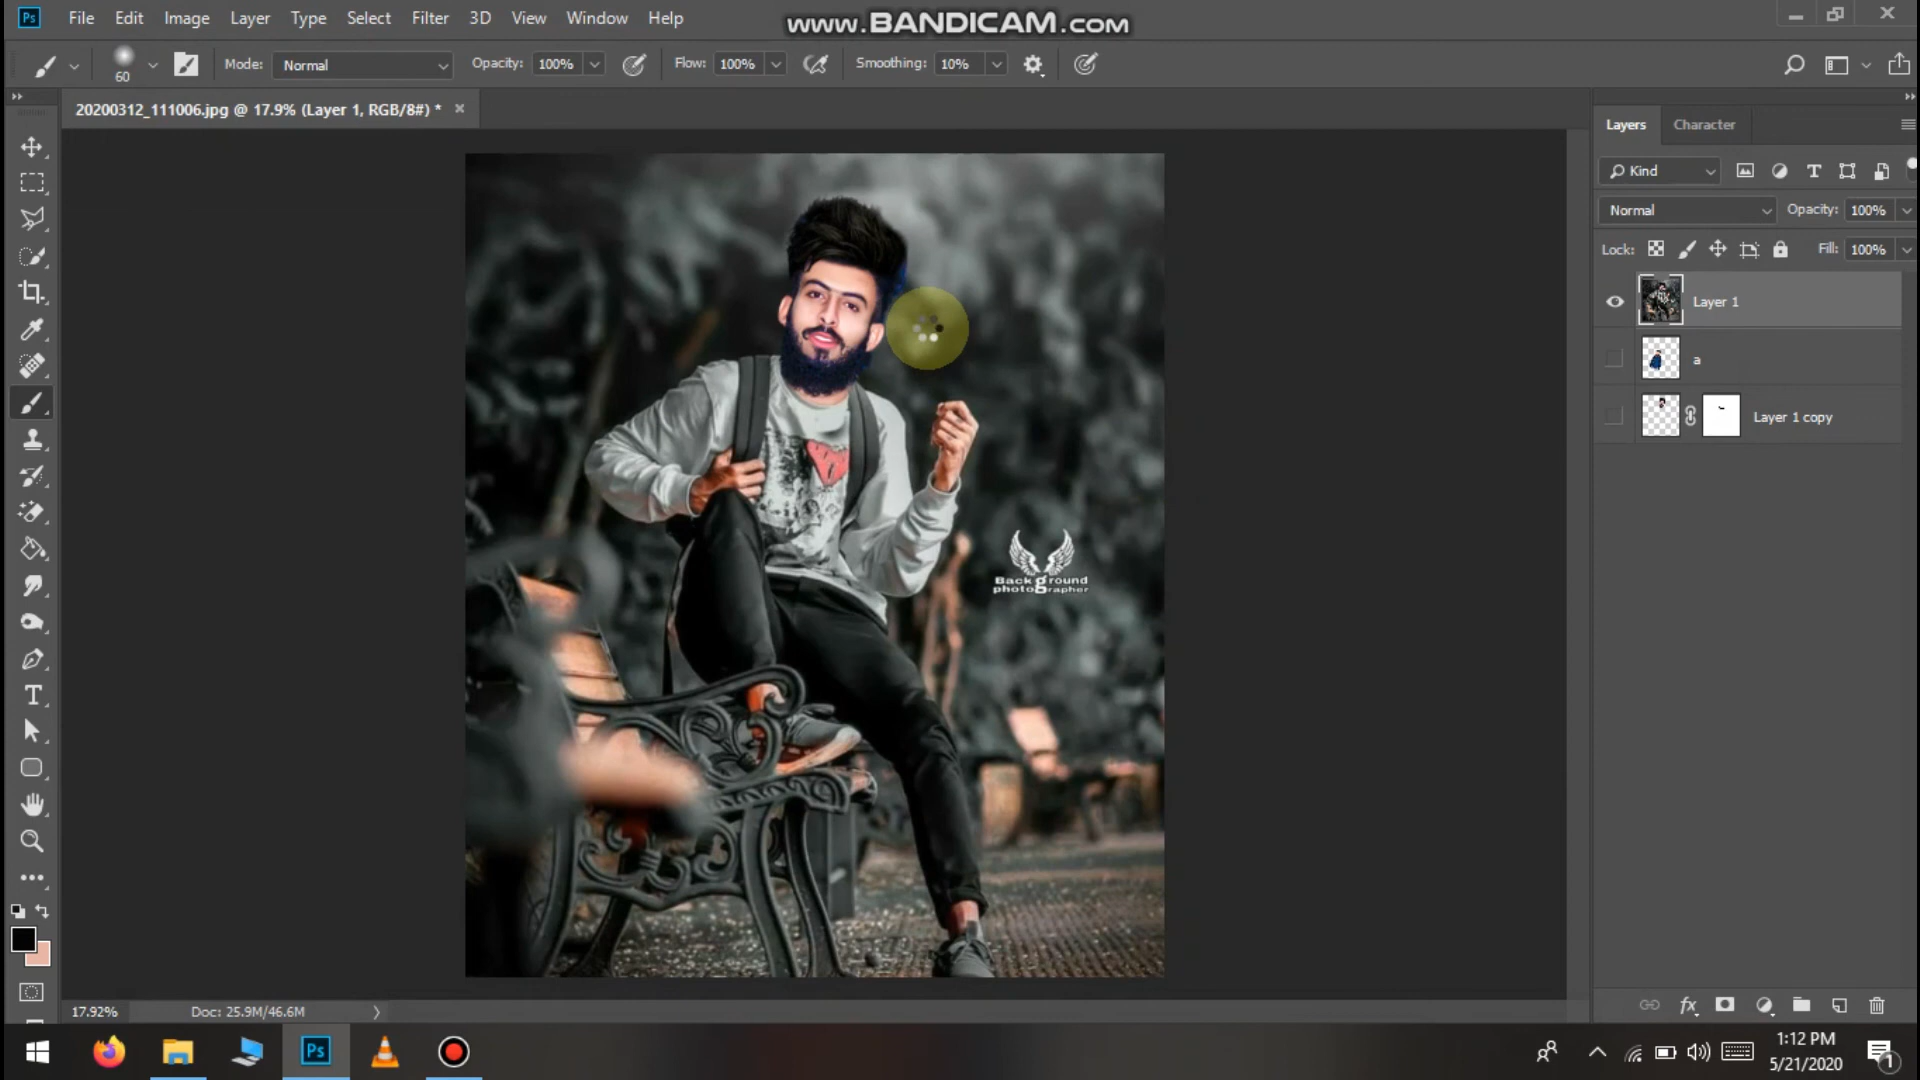 Ps File Edit Image Layer Type Select Filter 3D View Window Help
www.BANDICAM.com
60 Mode: Normal Opacity: 100% Flow: 100% Smoothing: 10%
20200312_111006.jpg @ 17.9% (Layer 1, RGB/8#) *
Layers Character
Kind
Normal Opacity: 100%
Lock: Fill: 100%
Layer 1
a
Layer 1 copy
Background
photographer
17.92% Doc: 25.9M/46.6M
Ps
1:12 PM
5/21/2020
1